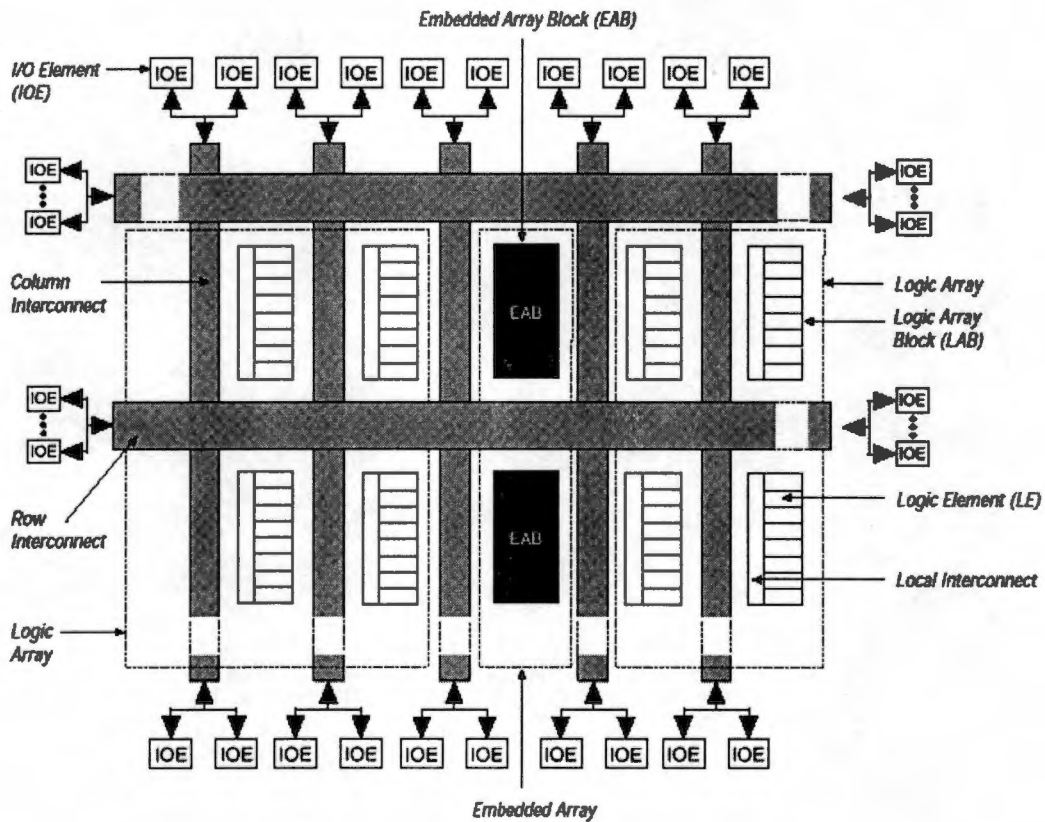 Embedded Array Block (EAB)
I/O Element
(IOE)
IOE IOE IOE IOE IOE IOE IOE IOE IOE IOE
IOE
IOE
IOE
IOE
Column
Interconnect
EAB
Logic Array
Logic Array
Block (LAB)
IOE
IOE
IOE
IOE
Row
Interconnect
EAB
Logic Element (LE)
Local Interconnect
Logic
Array
IOE IOE IOE IOE IOE IOE IOE IOE IOE IOE
Embedded Array